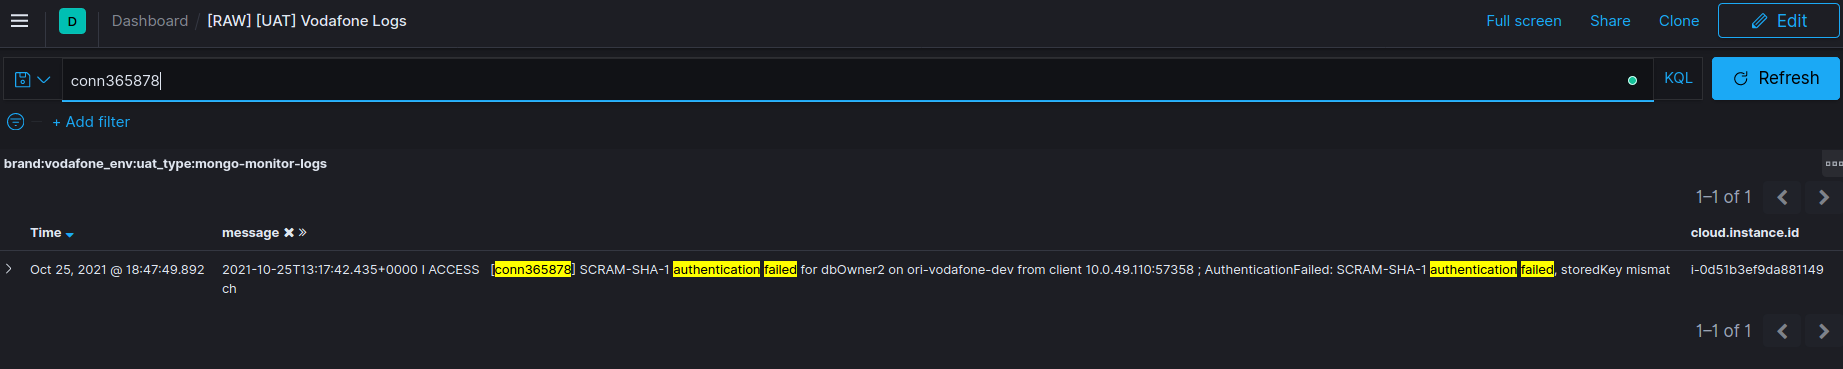 D Dashboard / [RAW] [UAT] Vodafone Logs Full screen Share Clone Edit
conn365878 KQL Refresh
+ Add filter
brand:vodafone_env:uat_type:mongo-monitor-logs
1–1 of 1
Time message cloud.instance.id
Oct 25, 2021 @ 18:47:49.892 2021-10-25T13:17:42.435+0000 I ACCESS [conn365878] SCRAM-SHA-1 authentication failed for dbOwner2 on ori-vodafone-dev from client 10.0.49.110:57358 ; AuthenticationFailed: SCRAM-SHA-1 authentication failed, storedKey mismat i-0d51b3ef9da881149
ch
1–1 of 1